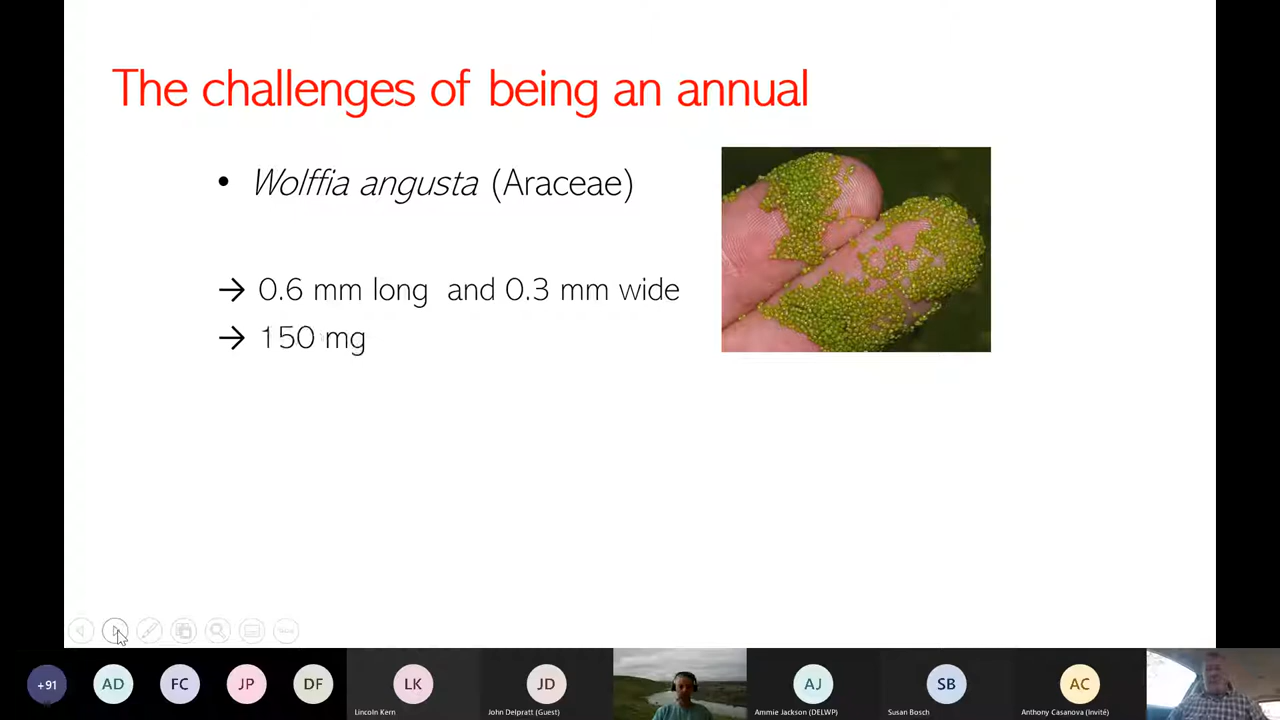 The challenges of being an annual
• Wolffia angusta (Araceae)
→ 0.6 mm long and 0.3 mm wide
→ 150 mg
+91
AD
FC
JP
DF
LK
Lincoln Kern
JD
John Delpratt (Guest)
AJ
Ammie Jackson (DELWP)
SB
Susan Bosch
AC
Anthony Casanova (Invité)